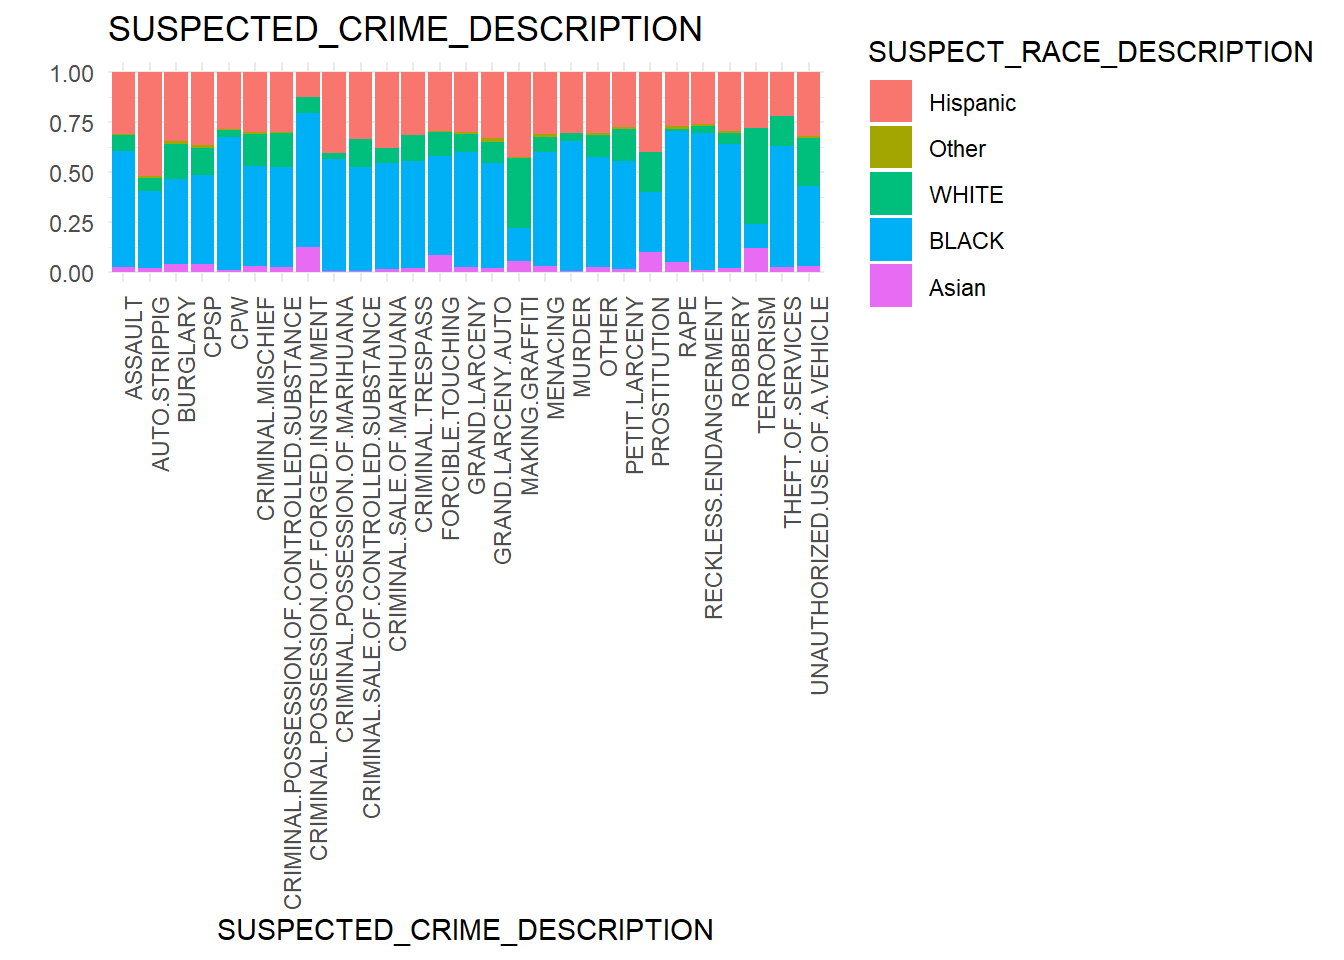 SUSPECTED_CRIME_DESCRIPTION
1.00
0.75
0.50
0.25
0.00
ASSAULT
AUTO.STRIPPIG
BURGLARY
CPSP
CPW
CRIMINAL.MISCHIEF
CRIMINAL.POSSESSION.OF.CONTROLLED.SUBSTANCE
CRIMINAL.POSSESSION.OF.FORGED.INSTRUMENT
CRIMINAL.POSSESSION.OF.MARIHUANA
CRIMINAL.SALE.OF.CONTROLLED.SUBSTANCE
CRIMINAL.SALE.OF.MARIHUANA
CRIMINAL.TRESPASS
FORCIBLE.TOUCHING
GRAND.LARCENY
GRAND.LARCENY.AUTO
MAKING.GRAFFITI
MENACING
MURDER
OTHER
PETIT.LARCENY
PROSTITUTION
RAPE
RECKLESS.ENDANGERMENT
ROBBERY
TERRORISM
THEFT.OF.SERVICES
UNAUTHORIZED.USE.OF.A.VEHICLE
SUSPECTED_CRIME_DESCRIPTION
SUSPECT_RACE_DESCRIPTION
Hispanic
Other
WHITE
BLACK
Asian